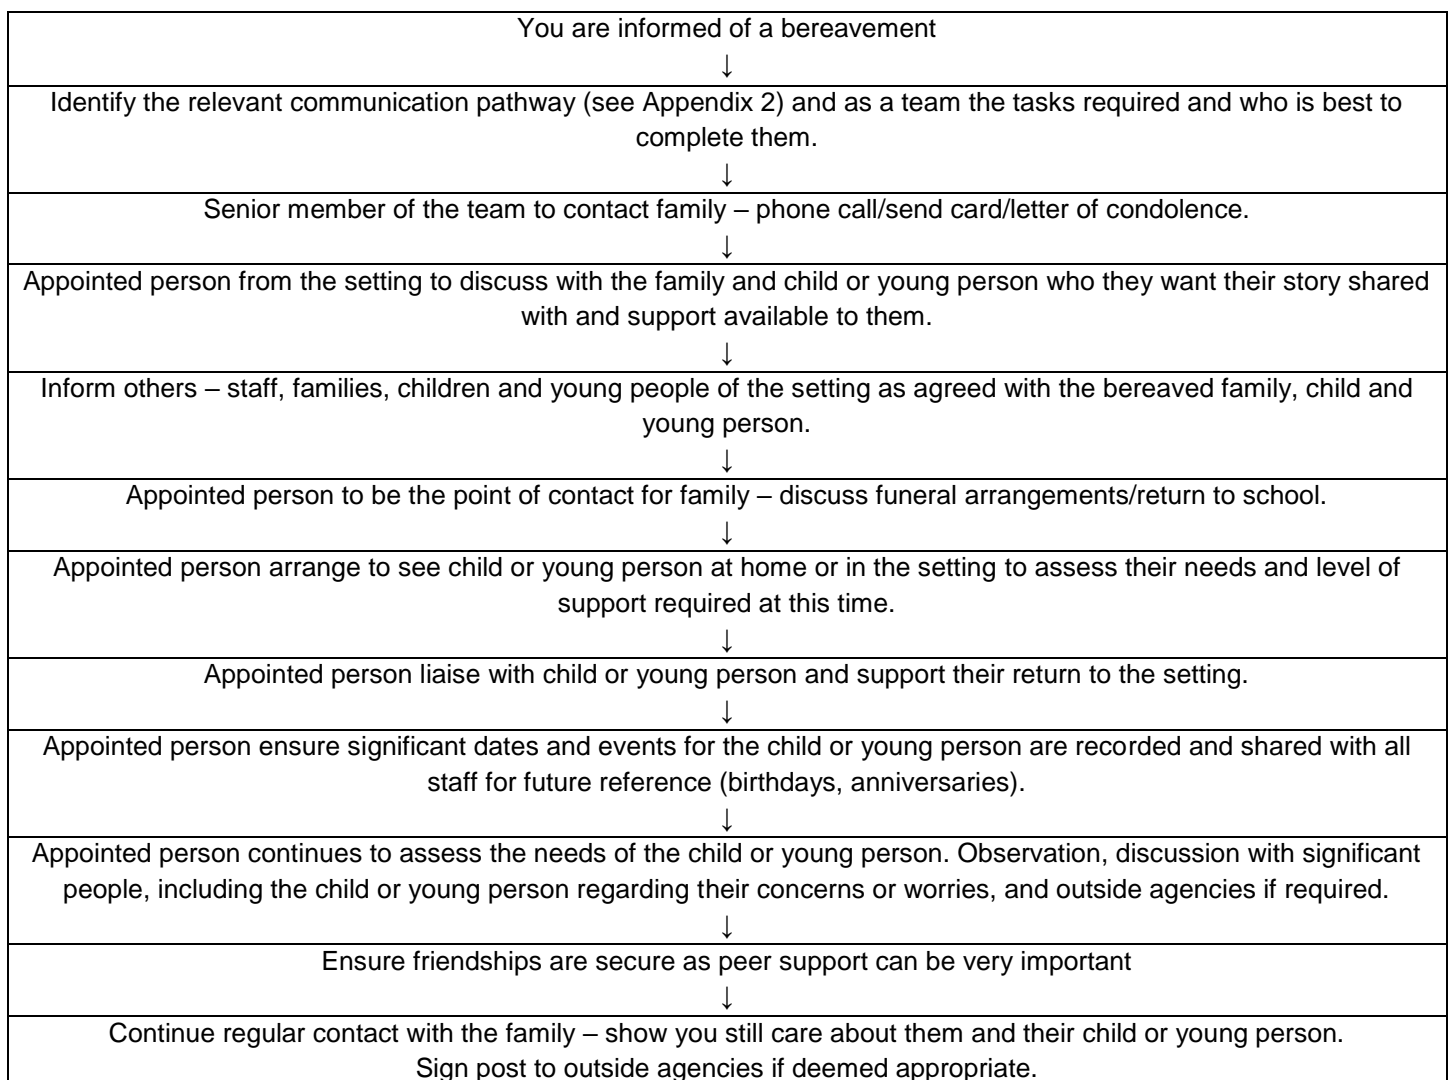 You are informed of a bereavement
↓
Identify the relevant communication pathway (see Appendix 2) and as a team the tasks required and who is best to
complete them.
↓
Senior member of the team to contact family – phone call/send card/letter of condolence.
↓
Appointed person from the setting to discuss with the family and child or young person who they want their story shared
with and support available to them.
↓
Inform others – staff, families, children and young people of the setting as agreed with the bereaved family, child and
young person.
↓
Appointed person to be the point of contact for family – discuss funeral arrangements/return to school.
↓
Appointed person arrange to see child or young person at home or in the setting to assess their needs and level of
support required at this time.
↓
Appointed person liaise with child or young person and support their return to the setting.
↓
Appointed person ensure significant dates and events for the child or young person are recorded and shared with all
staff for future reference (birthdays, anniversaries).
↓
Appointed person continues to assess the needs of the child or young person. Observation, discussion with significant
people, including the child or young person regarding their concerns or worries, and outside agencies if required.
↓
Ensure friendships are secure as peer support can be very important
↓
Continue regular contact with the family – show you still care about them and their child or young person.
Sign post to outside agencies if deemed appropriate.